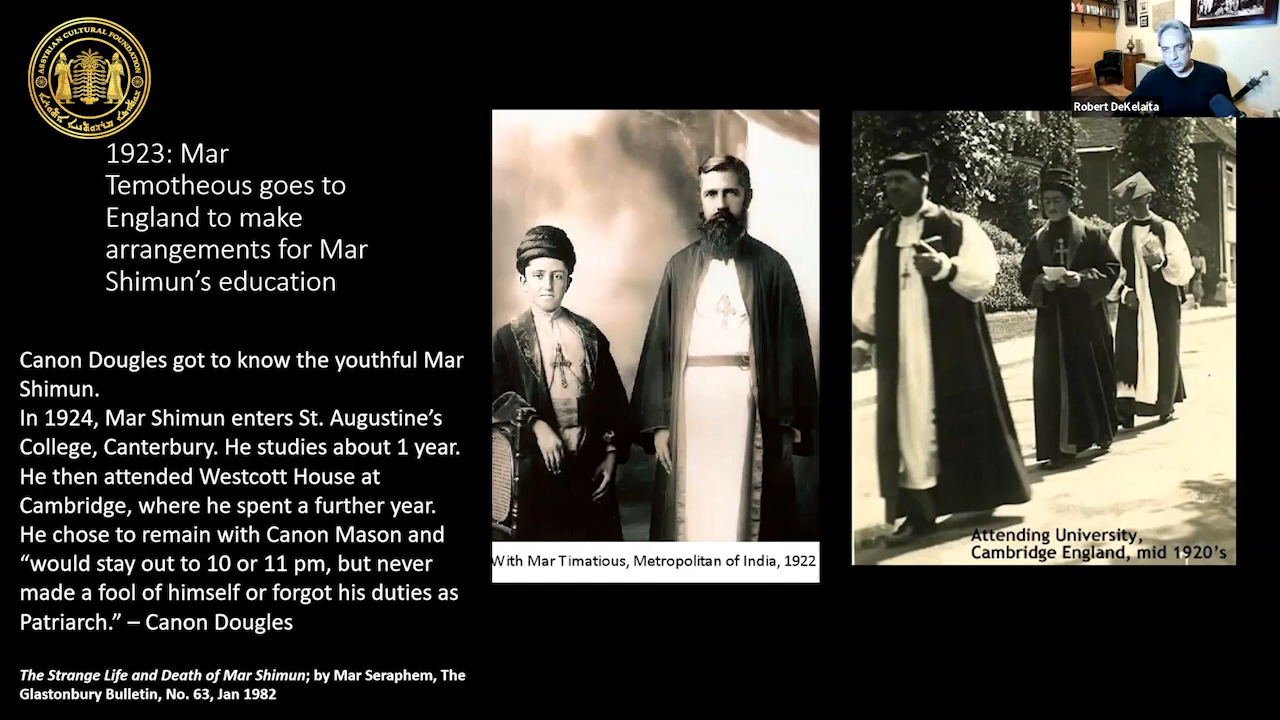 ASSYRIAN CULTURAL FOUNDATION
Robert DeKelaita
1923: Mar
Temotheous goes to
England to make
arrangements for Mar
Shimun’s education
Canon Dougles got to know the youthful Mar
Shimun.
In 1924, Mar Shimun enters St. Augustine’s
College, Canterbury. He studies about 1 year.
He then attended Westcott House at
Cambridge, where he spent a further year.
He chose to remain with Canon Mason and
“would stay out to 10 or 11 pm, but never
made a fool of himself or forgot his duties as
Patriarch.” – Canon Dougles
The Strange Life and Death of Mar Shimun; by Mar Seraphem, The
Glastonbury Bulletin, No. 63, Jan 1982
With Mar Timatious, Metropolitan of India, 1922
Attending University,
Cambridge England, mid 1920’s